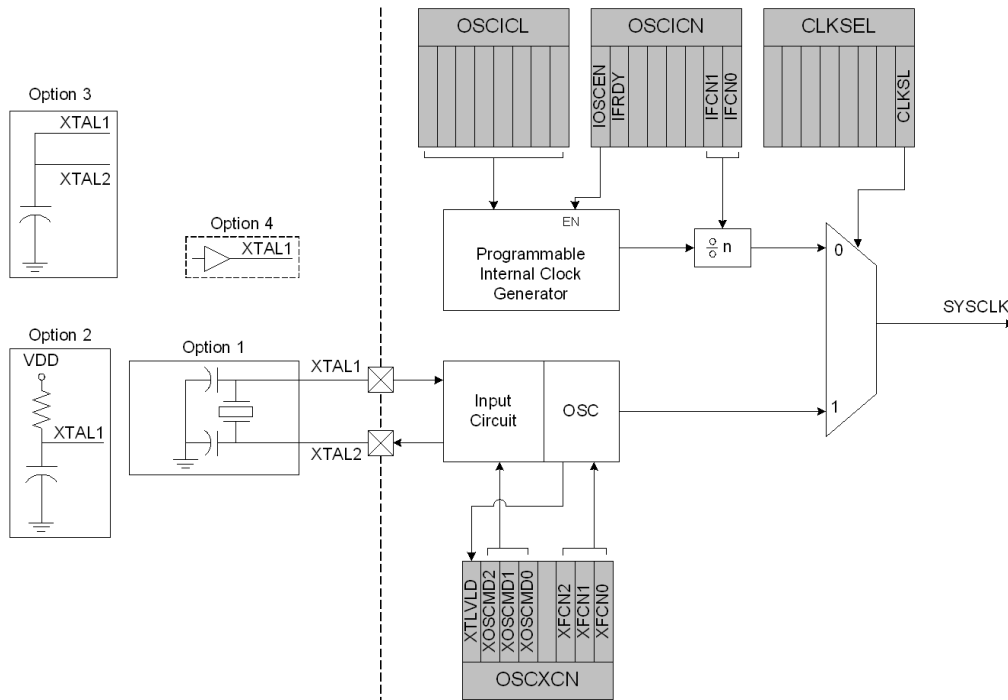 OSCICL
OSCICN
CLKSEL
IOSCEN
IFRDY
IFCN1
IFCN0
CLKSL
Option 3
XTAL1
XTAL2
Option 4
XTAL1
EN
Programmable
Internal Clock
Generator
n
0
SYSCLK
Option 2
VDD
XTAL1
Option 1
XTAL1
XTAL2
Input
Circuit
OSC
1
XTLVLD
XOSCMD2
XOSCMD1
XOSCMD0
XFCN2
XFCN1
XFCN0
OSCXCN